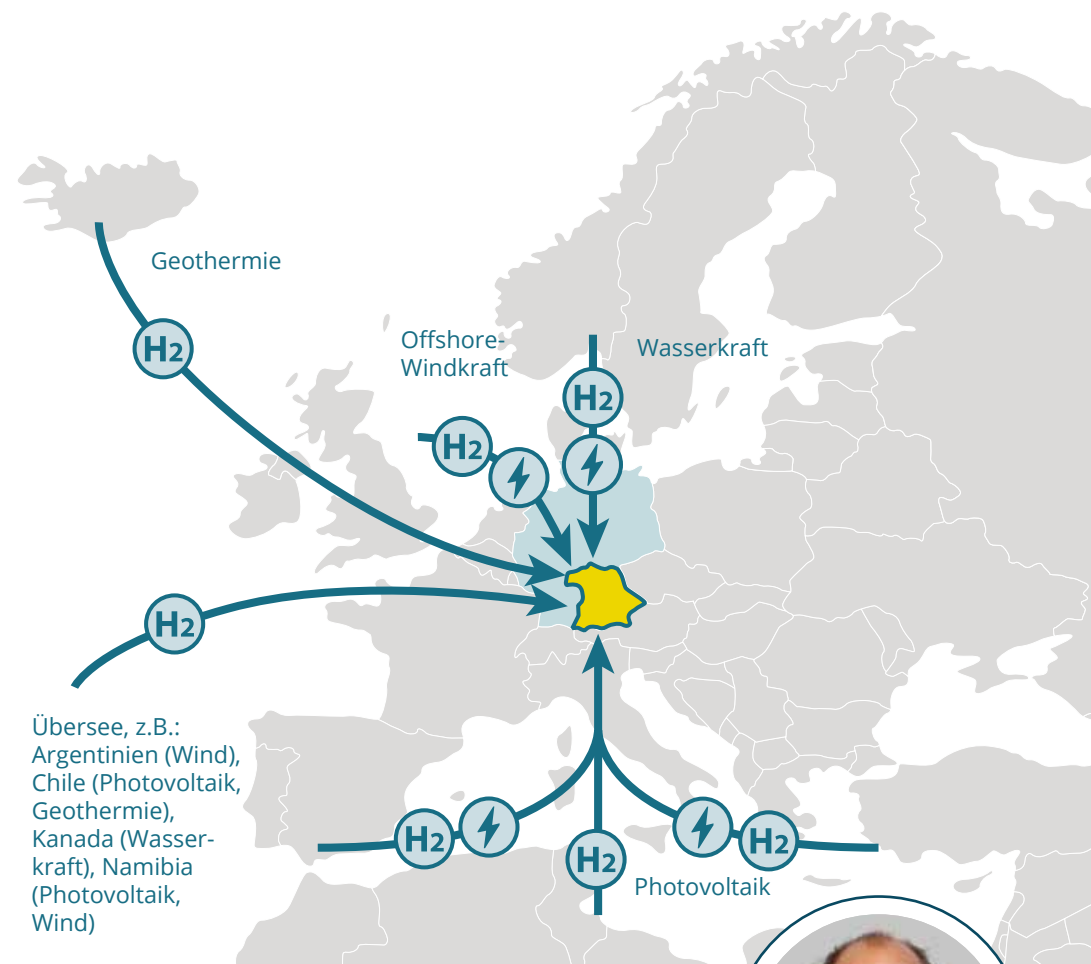 Geothermie
H2
Offshore-
Windkraft
Wasserkraft
H2
H2
H2
Übersee, z.B.:
Argentinien (Wind),
Chile (Photovoltaik,
Geothermie),
Kanada (Wasser-
kraft), Namibia
(Photovoltaik,
Wind)
H2
H2
H2
Photovoltaik